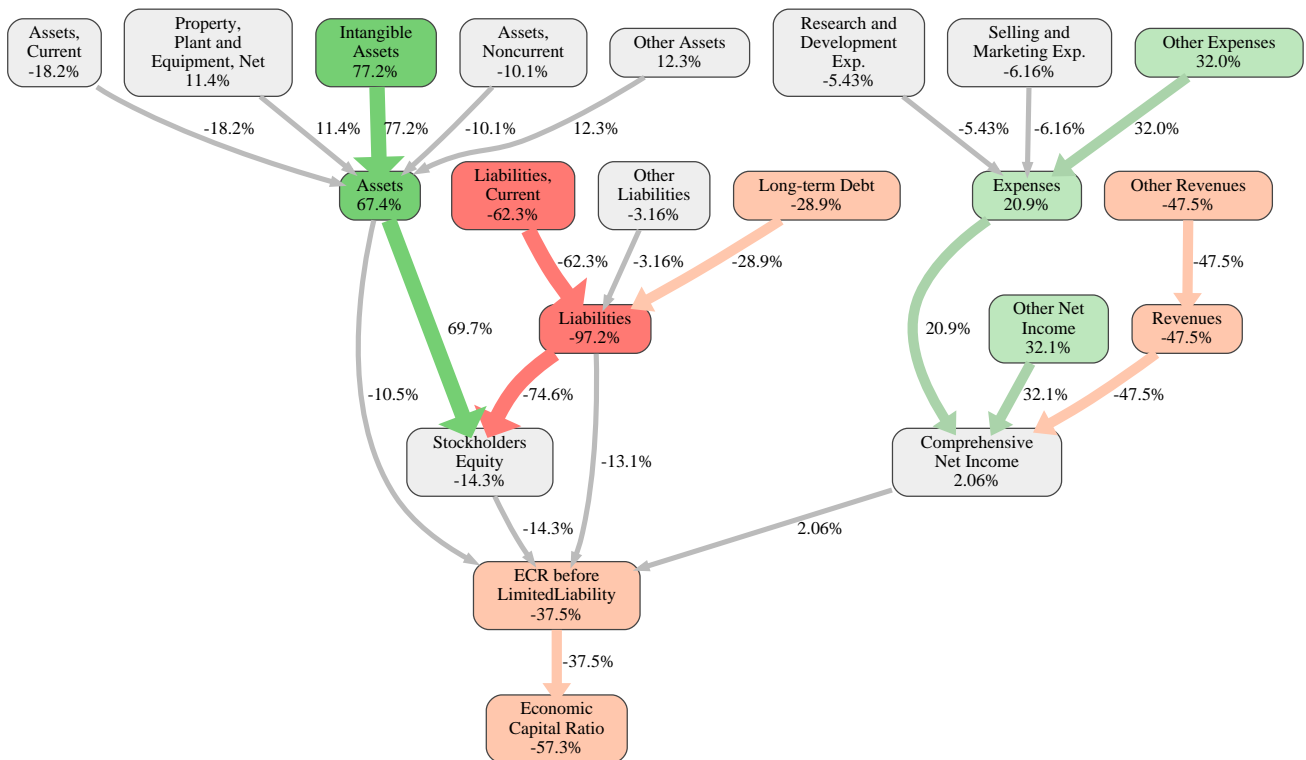 Assets,
Current
-18.2%
Property,
Plant and
Equipment, Net
11.4%
Intangible
Assets
77.2%
Assets,
Noncurrent
-10.1%
Other Assets
12.3%
Research and
Development
Exp.
-5.43%
Selling and
Marketing Exp.
-6.16%
Other Expenses
32.0%
-18.2%
11.4%
77.2%
-10.1%
12.3%
-5.43%
-6.16%
32.0%
Assets
67.4%
Liabilities,
Current
-62.3%
Other
Liabilities
-3.16%
Long-term Debt
-28.9%
Expenses
20.9%
Other Revenues
-47.5%
-62.3%
-3.16%
-28.9%
-47.5%
69.7%
Liabilities
-97.2%
20.9%
Other Net
Income
32.1%
Revenues
-47.5%
-10.5%
-74.6%
32.1%
-47.5%
Stockholders
Equity
-14.3%
-13.1%
Comprehensive
Net Income
2.06%
-14.3%
2.06%
ECR before
LimitedLiability
-37.5%
-37.5%
Economic
Capital Ratio
-57.3%